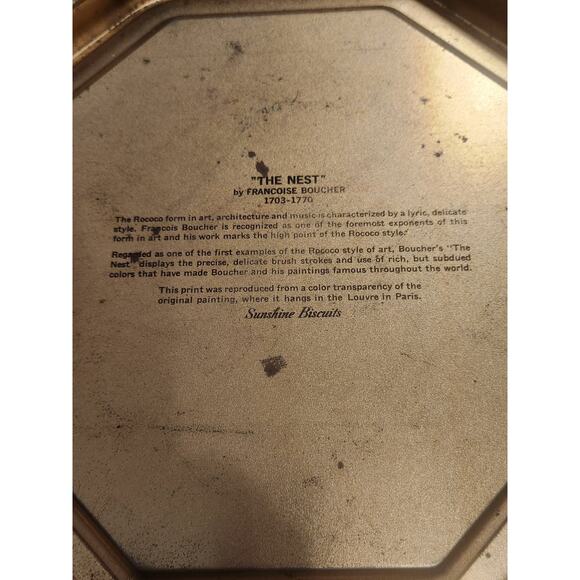 "THE NEST"
by FRANCOISE BOUCHER
1703-1770
The Rococo form in art, architecture and music is characterized by a lyric, delicate
style. Francois Boucher is recognized as one of the foremost exponents of this
form in art and his work marks the high point of the Rococo style.
Regarded as one of the first examples of the Rococo style of art, Boucher's "The
Nest" displays the precise, delicate brush strokes and use of rich, but subdued
colors that have made Boucher and his paintings famous throughout the world.
This print was reproduced from a color transparency of the
original painting, where it hangs in the Louvre in Paris.
Sunshine Biscuits